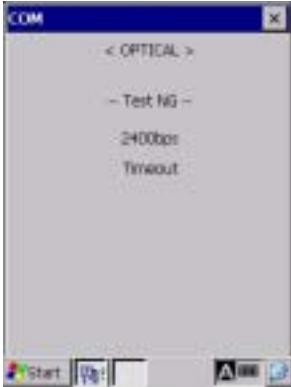 COM
< OPTICAL >
-- Test NG --
2400bps
Timeout
Start
A